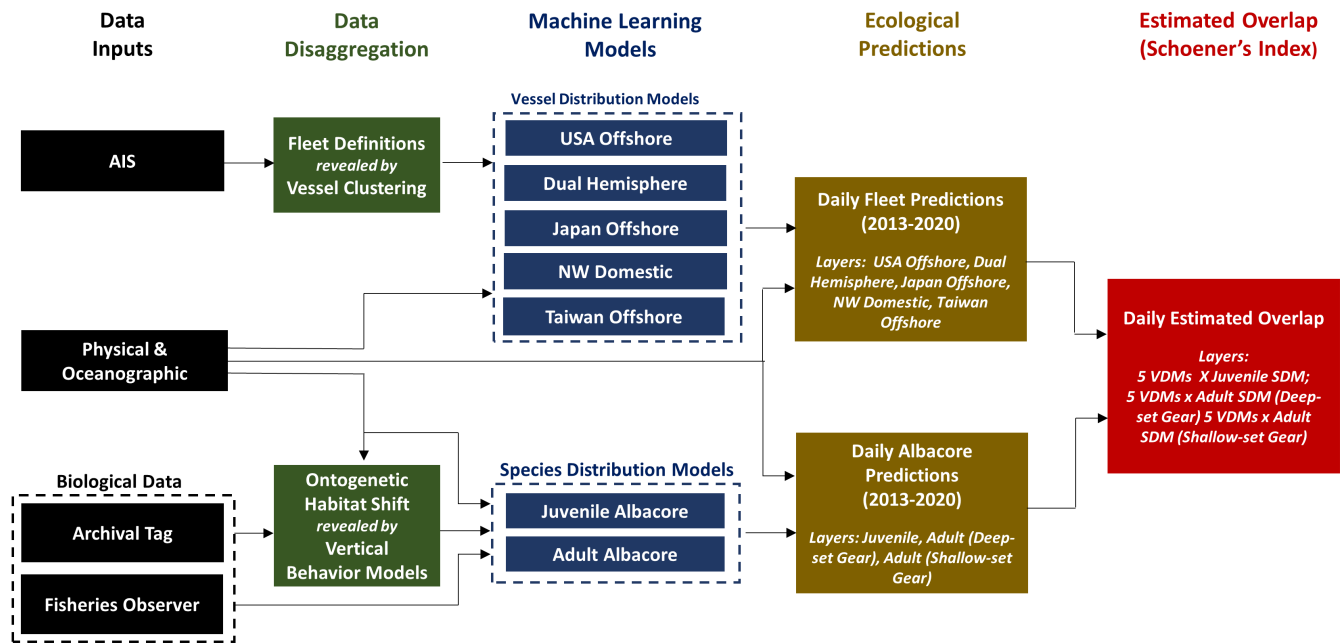 Data
Inputs
Data
Disaggregation
Machine Learning
Models
Ecological
Predictions
Estimated Overlap
(Schoener's Index)
AIS
Fleet Definitions
revealed by
Vessel Clustering
Vessel Distribution Models
USA Offshore
Dual Hemisphere
Japan Offshore
NW Domestic
Taiwan Offshore
Daily Fleet Predictions
(2013-2020)
Layers: USA Offshore, Dual
Hemisphere, Japan Offshore,
NW Domestic, Taiwan
Offshore
Physical &
Oceanographic
Daily Estimated Overlap
Layers:
5 VDMs X Juvenile SDM;
5 VDMs x Adult SDM (Deep-
set Gear) 5 VDMs x Adult
SDM (Shallow-set Gear)
Biological Data
Archival Tag
Fisheries Observer
Ontogenetic
Habitat Shift
revealed by
Vertical
Behavior Models
Species Distribution Models
Juvenile Albacore
Adult Albacore
Daily Albacore
Predictions
(2013-2020)
Layers: Juvenile, Adult (Deep-
set Gear), Adult (Shallow-set
Gear)